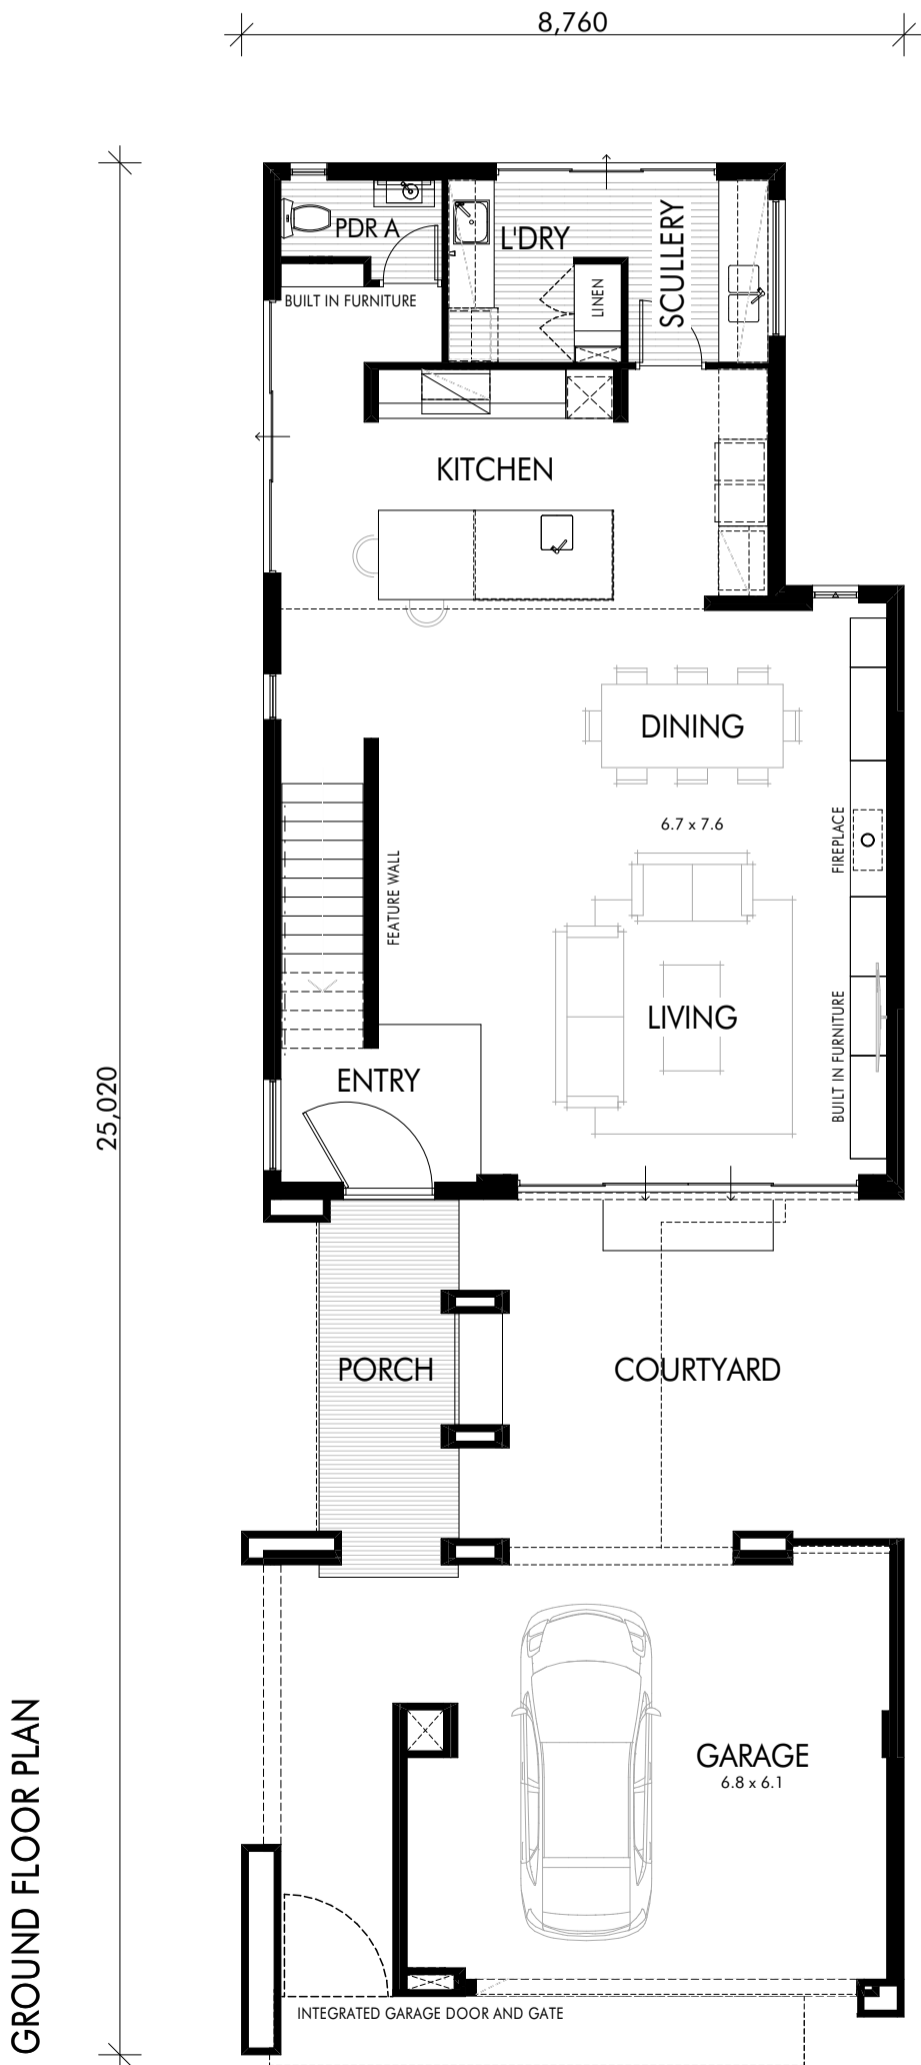 8,760
PDR A
L'DRY
SCULLERY
LINEN
BUILT IN FURNITURE
KITCHEN
DINING
6.7 x 7.6
FIREPLACE
FEATURE WALL
LIVING
BUILT IN FURNITURE
ENTRY
25,020
PORCH
COURTYARD
GARAGE
6.8 x 6.1
GROUND FLOOR PLAN
INTEGRATED GARAGE DOOR AND GATE